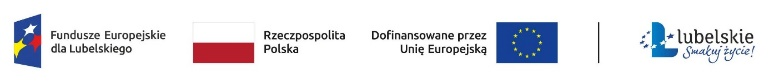 Fundusze Europejskie
dla Lubelskiego
Rzeczpospolita
Polska
Dofinansowane przez
Unię Europejską
lubelskie
Smakuj życie!